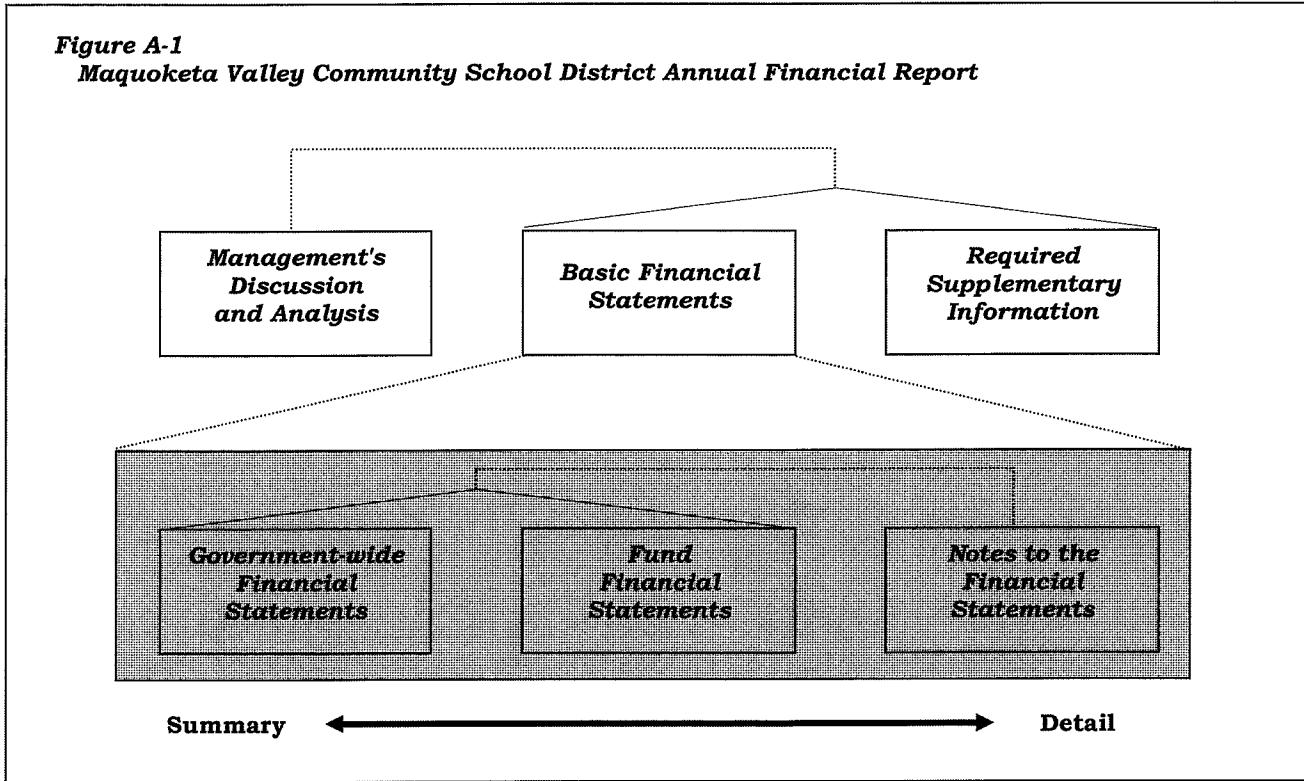 Figure A-1
Maquoketa Valley Community School District Annual Financial Report
Management's
Discussion
and Analysis
Basic Financial
Statements
Required
Supplementary
Information
Government-wide
Financial
Statements
Fund
Financial
Statements
Notes to the
Financial
Statements
Summary
Detail